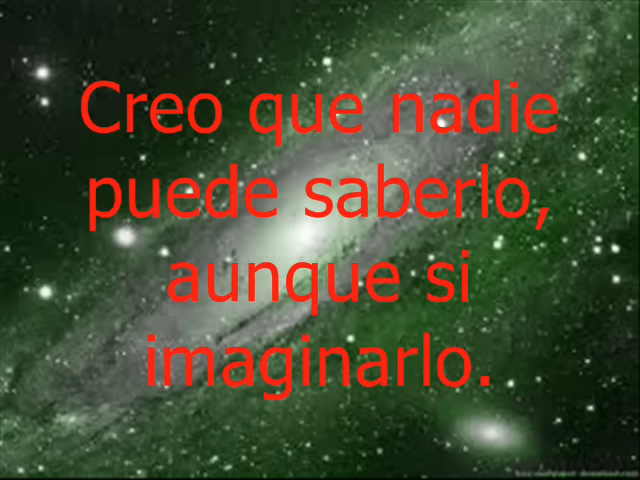 Creo que nadie
puede saberlo,
aunque si
imaginarlo.